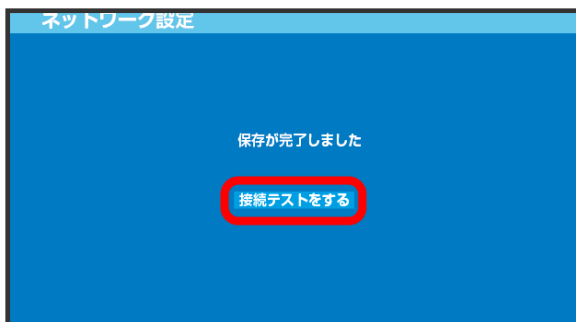 ネットワーク設定
保存が完了しました
接続テストをする